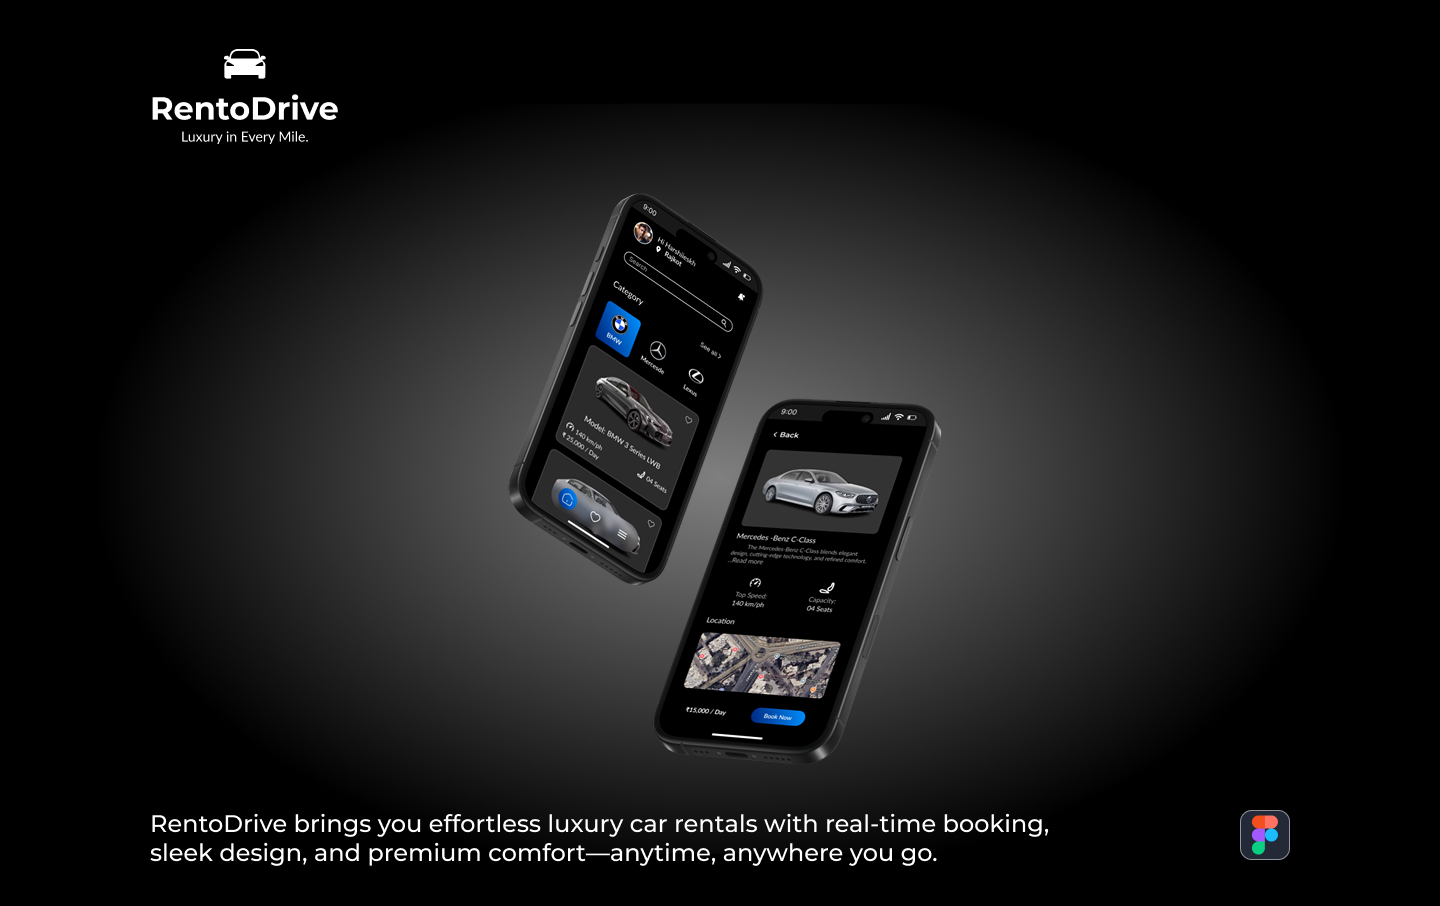 RentoDrive
Luxury in Every Mile.
9:00
Hi Harshileskh
Rajkot
Search
Category
See all >
BMW
Mercesde
Lexus
Model: BMW 3 Series LWB
140 km/ph
₹ 25,000 / Day
04 Seats
9:00
Back
Mercedes -Benz C-Class
The Mercedes-Benz C-Class blends elegant
design, cutting-edge technology, and refined comfort.
...Read more
Top Speed:
140 km/ph
Capacity:
04 Seats
Location
₹15,000 / Day
Book Now
RentoDrive brings you effortless luxury car rentals with real-time booking,
sleek design, and premium comfort—anytime, anywhere you go.